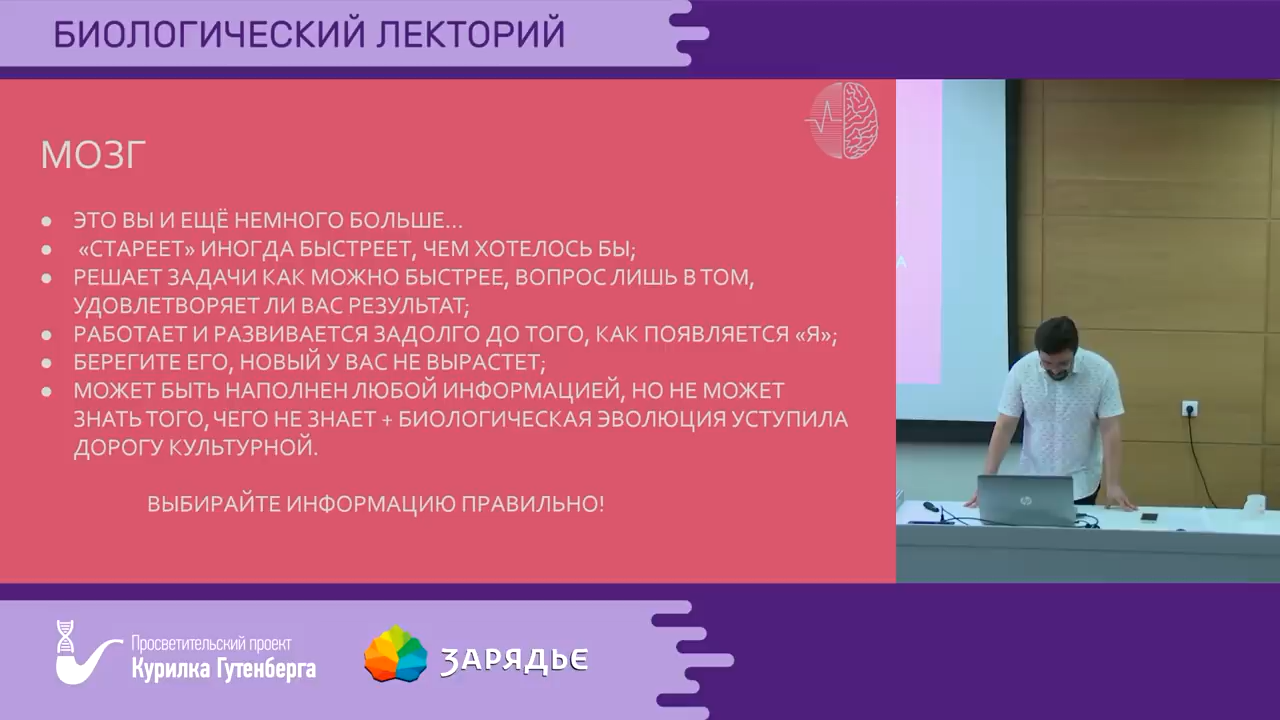 БИОЛОГИЧЕСКИЙ ЛЕКТОРИЙ
МОЗГ
● ЭТО ВЫ И ЕЩЁ НЕМНОГО БОЛЬШЕ...
● «СТАРЕЕТ» ИНОГДА БЫСТРЕЕТ, ЧЕМ ХОТЕЛОСЬ БЫ;
● РЕШАЕТ ЗАДАЧИ КАК МОЖНО БЫСТРЕЕ, ВОПРОС ЛИШЬ В ТОМ,
УДОВЛЕТВОРЯЕТ ЛИ ВАС РЕЗУЛЬТАТ;
● РАБОТАЕТ И РАЗВИВАЕТСЯ ЗАДОЛГО ДО ТОГО, КАК ПОЯВЛЯЕТСЯ «Я»;
● БЕРЕГИТЕ ЕГО, НОВЫЙ У ВАС НЕ ВЫРАСТЕТ;
● МОЖЕТ БЫТЬ НАПОЛНЕН ЛЮБОЙ ИНФОРМАЦИЕЙ, НО НЕ МОЖЕТ
ЗНАТЬ ТОГО, ЧЕГО НЕ ЗНАЕТ + БИОЛОГИЧЕСКАЯ ЭВОЛЮЦИЯ УСТУПИЛА
ДОРОГУ КУЛЬТУРНОЙ.
ВЫБИРАЙТЕ ИНФОРМАЦИЮ ПРАВИЛЬНО!
hp
Просветительский проект
Курилка Гутенберга
ЗАРЯДЬЕ